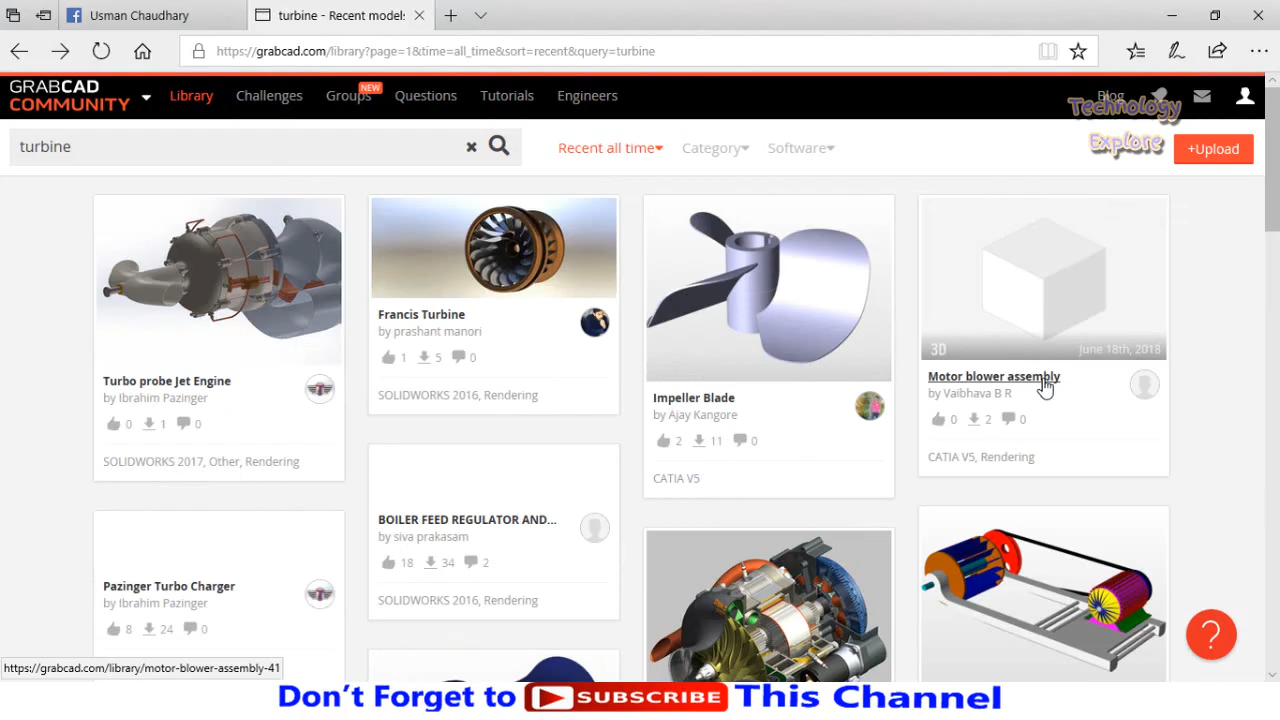 Usman Chaudhary
turbine - Recent models
https://grabcad.com/library?page=1&time=all_time&sort=recent&query=turbine
GRABCAD
COMMUNITY
Library
Challenges
Groups
NEW
Questions
Tutorials
Engineers
Blog
Technology
Explore
turbine
Recent all time
Category
Software
+Upload
Turbo probe Jet Engine
by Ibrahim Pazinger
0 1 0
SOLIDWORKS 2017, Other, Rendering
Francis Turbine
by prashant manori
1 5 0
SOLIDWORKS 2016, Rendering
Impeller Blade
by Ajay Kangore
2 11 0
CATIA V5
3D
June 18th, 2018
Motor blower assembly
by Vaibhava B R
0 2 0
CATIA V5, Rendering
Pazinger Turbo Charger
by Ibrahim Pazinger
8 24 0
BOILER FEED REGULATOR AND...
by siva prakasam
18 34 2
SOLIDWORKS 2016, Rendering
?
https://grabcad.com/library/motor-blower-assembly-41
Don't Forget to SUBSCRIBE This Channel